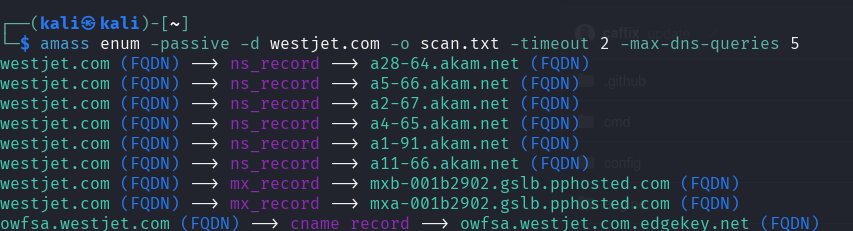 (kali㉿kali)-[~]
$ amass enum -passive -d westjet.com -o scan.txt -timeout 2 -max-dns-queries 5
westjet.com (FQDN) ⟶ ns_record ⟶ a28-64.akam.net (FQDN)
westjet.com (FQDN) ⟶ ns_record ⟶ a5-66.akam.net (FQDN)
westjet.com (FQDN) ⟶ ns_record ⟶ a2-67.akam.net (FQDN)
westjet.com (FQDN) ⟶ ns_record ⟶ a4-65.akam.net (FQDN)
westjet.com (FQDN) ⟶ ns_record ⟶ a1-91.akam.net (FQDN)
westjet.com (FQDN) ⟶ ns_record ⟶ a11-66.akam.net (FQDN)
westjet.com (FQDN) ⟶ mx_record ⟶ mxb-001b2902.gslb.pphosted.com (FQDN)
westjet.com (FQDN) ⟶ mx_record ⟶ mxa-001b2902.gslb.pphosted.com (FQDN)
owfsa.westjet.com (FQDN) ⟶ cname_record ⟶ owfsa.westjet.com.edgekey.net (FQDN)
caffix
.github
cmd
config